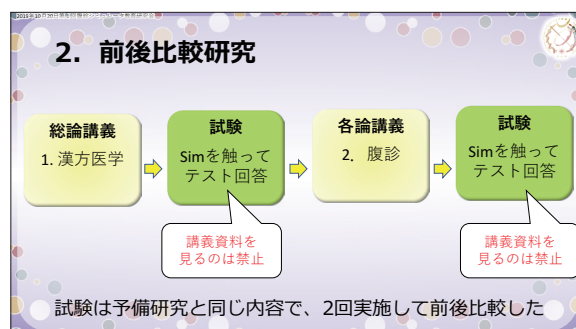 2. 前後比較研究
総論講義
1. 漢方医学
試験
Simを触って
テスト回答
各論講義
2. 腹診
試験
Simを触って
テスト回答
講義資料を
見るのは禁止
講義資料を
見るのは禁止
試験は予備研究と同じ内容で、2回実施して前後比較した